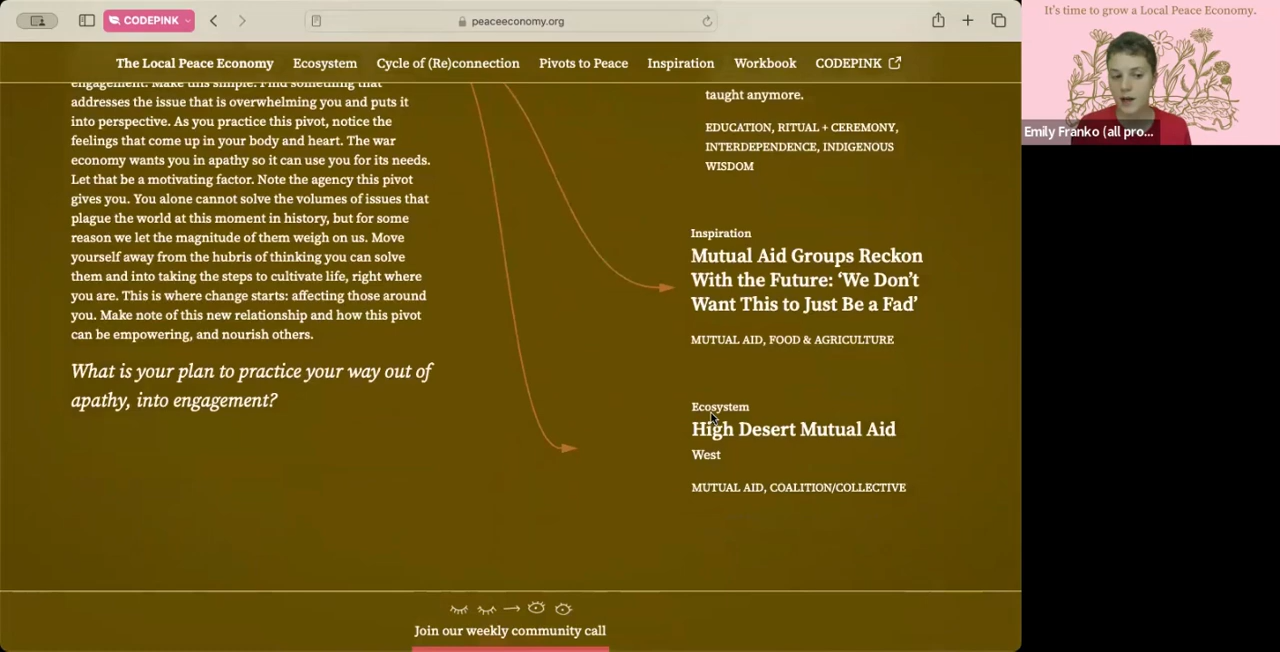 CODEPINK
peaceeconomy.org
It's time to grow a Local Peace Economy.
The Local Peace Economy
Ecosystem
Cycle of (Re)connection
Pivots to Peace
Inspiration
Workbook
CODEPINK
engagement. Make this simple. Find something that
addresses the issue that is overwhelming you and puts it
into perspective. As you practice this pivot, notice the
feelings that come up in your body and heart. The war
economy wants you in apathy so it can use you for its needs.
Let that be a motivating factor. Note the agency this pivot
gives you. You alone cannot solve the volumes of issues that
plague the world at this moment in history, but for some
reason we let the magnitude of them weigh on us. Move
yourself away from the hubris of thinking you can solve
them and into taking the steps to cultivate life, right where
you are. This is where change starts: affecting those around
you. Make note of this new relationship and how this pivot
can be empowering, and nourish others.
What is your plan to practice your way out of
apathy, into engagement?
taught anymore.
EDUCATION, RITUAL + CEREMONY,
INTERDEPENDENCE, INDIGENOUS
WISDOM
Inspiration
Mutual Aid Groups Reckon
With the Future: ‘We Don’t
Want This to Just Be a Fad’
MUTUAL AID, FOOD & AGRICULTURE
Ecosystem
High Desert Mutual Aid
West
MUTUAL AID, COALITION/COLLECTIVE
Join our weekly community call
Emily Franko (all pro...